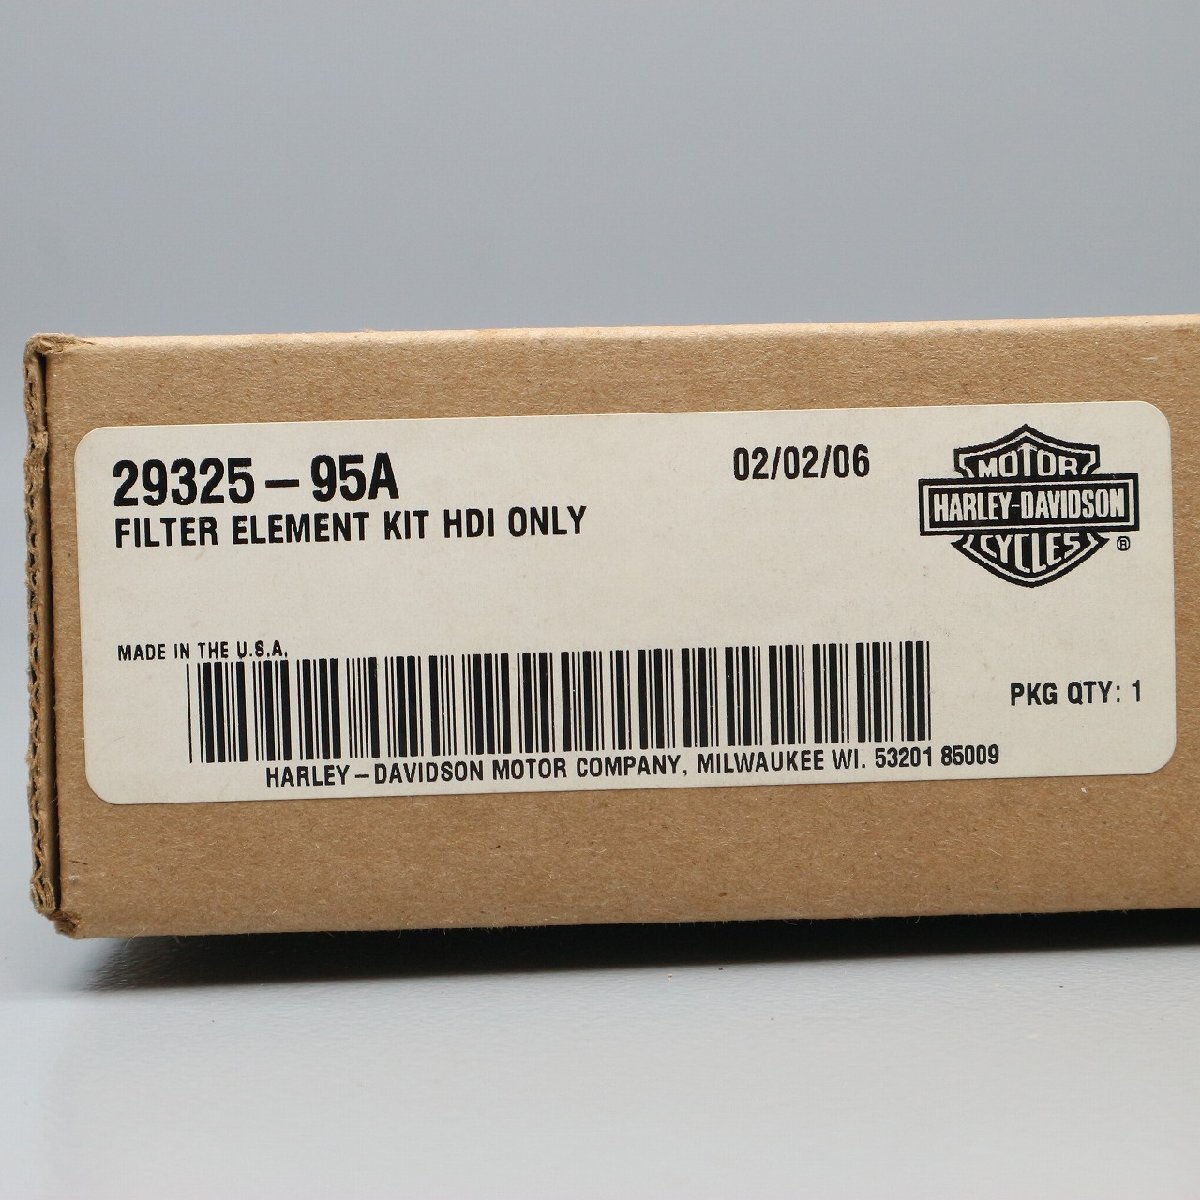 29325-95A
02/02/06
FILTER ELEMENT KIT HDI ONLY
MOTOR
HARLEY-DAVIDSON
CYCLES
®
MADE IN THE U.S.A.
PKG QTY: 1
HARLEY-DAVIDSON MOTOR COMPANY, MILWAUKEE WI. 53201 85009